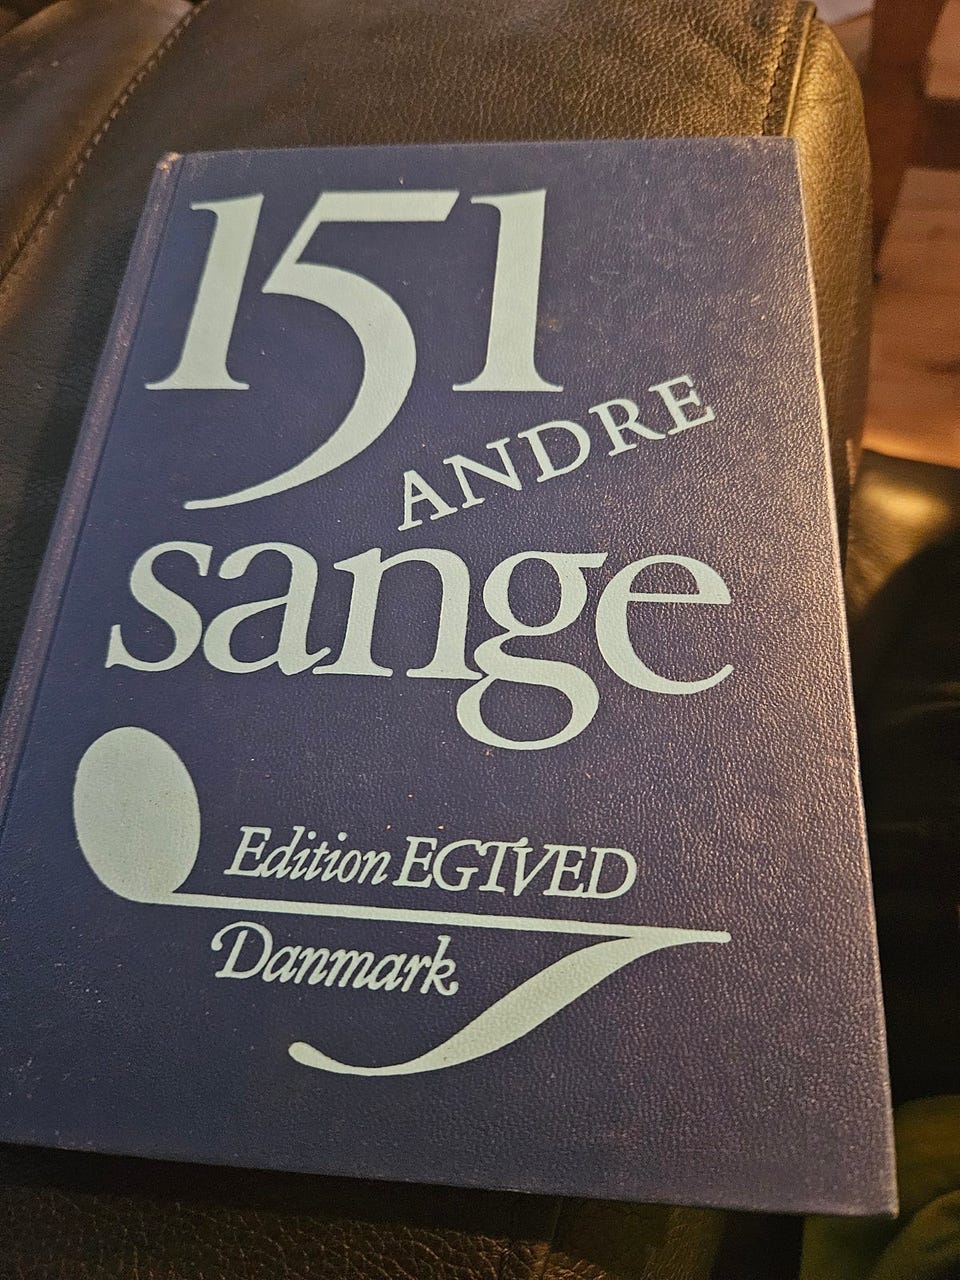 151
ANDRE
sange
Edition EGTVED
Danmark